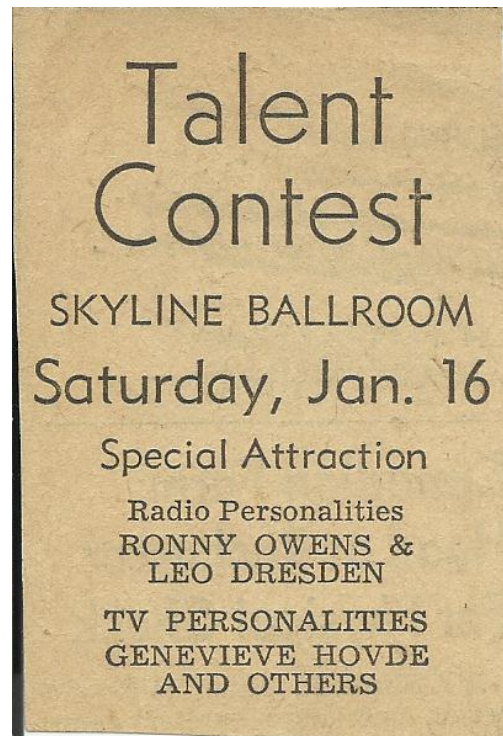 Talent
Contest
SKYLINE BALLROOM
Saturday, Jan. 16
Special Attraction
Radio Personalities
RONNY OWENS &
LEO DRESDEN
TV PERSONALITIES
GENEVIEVE HOVDE
AND OTHERS